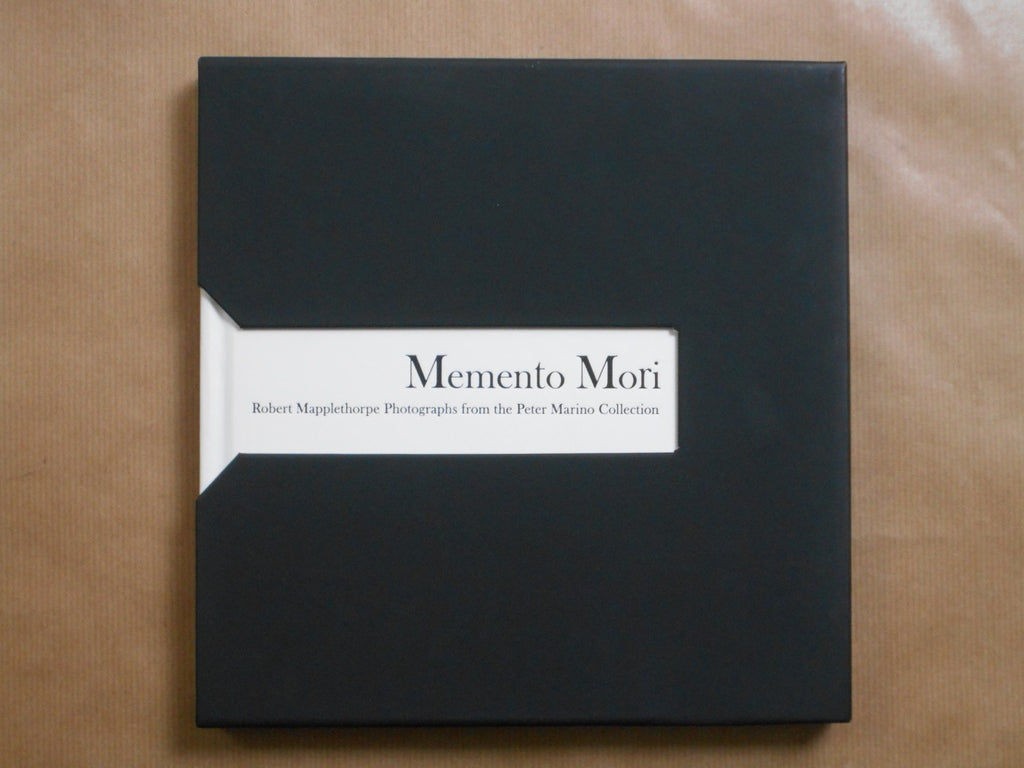 Memento Mori
Robert Mapplethorpe Photographs from the Peter Marino Collection